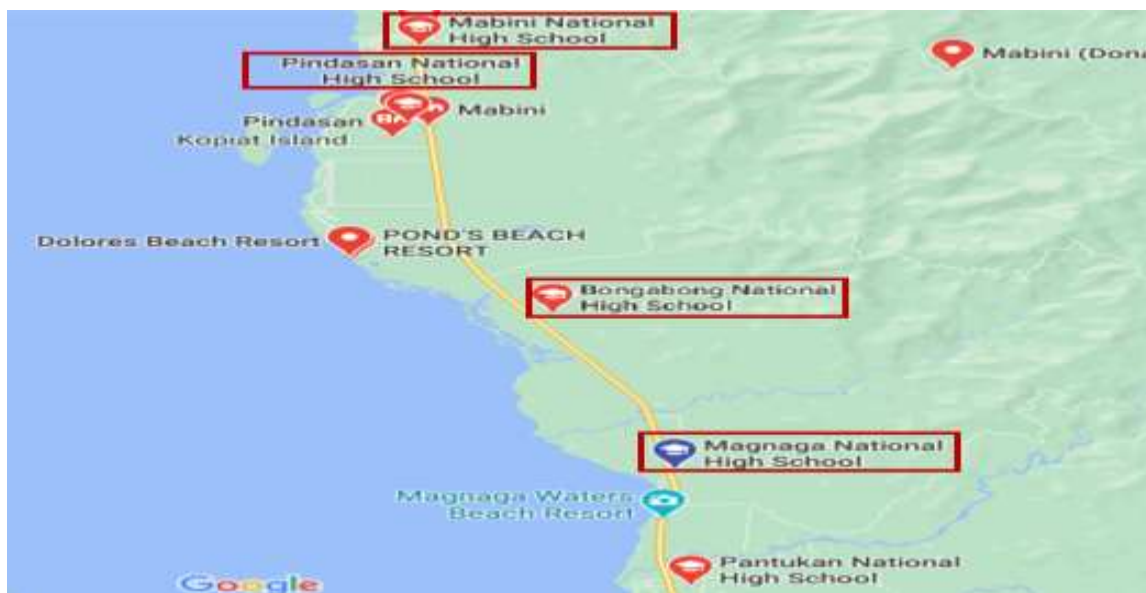 Mabini National
High School
Pindasan National
High School
Mabini (Dona
Mabini
Pindasan
Kopiat Island
Dolores Beach Resort
POND'S BEACH
RESORT
Bongabong National
High School
Magnaga National
High School
Magnaga Waters
Beach Resort
Pantukan National
High School
Google